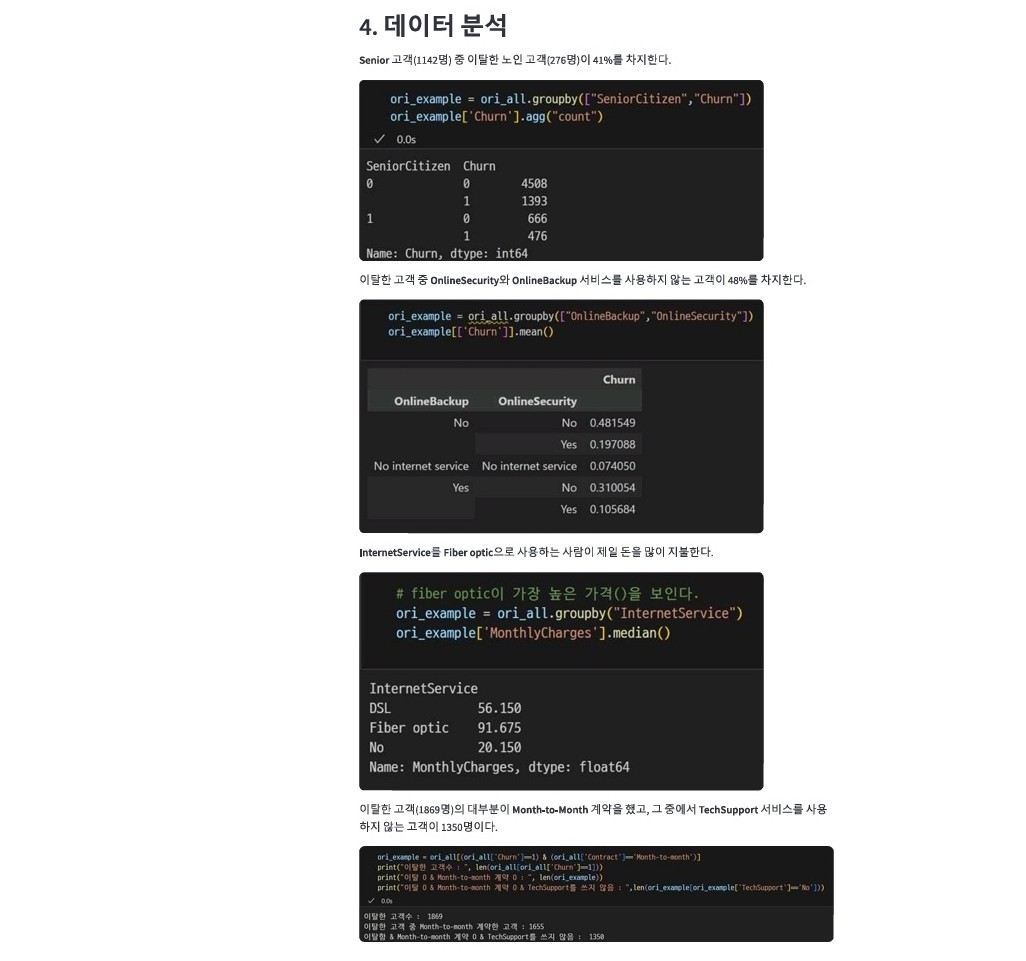 4. 데이터 분석
Senior 고객(1142명) 중 이탈한 노인 고객(276명)이 41%를 차지한다.
ori_example = ori_all.groupby(["SeniorCitizen","Churn"])
ori_example['Churn'].agg("count")
✓ 0.0s
SeniorCitizen Churn
0 0 4508
1 1393
1 0 666
1 476
Name: Churn, dtype: int64
이탈한 고객 중 OnlineSecurity와 OnlineBackup 서비스를 사용하지 않는 고객이 48%를 차지한다.
ori_example = ori_all.groupby(["OnlineBackup","OnlineSecurity"])
ori_example[['Churn']].mean()
Churn
OnlineBackup OnlineSecurity
No No 0.481549
Yes 0.197088
No internet service No internet service 0.074050
Yes No 0.310054
Yes 0.105684
InternetService를 Fiber optic으로 사용하는 사람이 제일 돈을 많이 지불한다.
# fiber optic이 가장 높은 가격()을 보인다.
ori_example = ori_all.groupby("InternetService")
ori_example['MonthlyCharges'].median()
InternetService
DSL 56.150
Fiber optic 91.675
No 20.150
Name: MonthlyCharges, dtype: float64
이탈한 고객(1869명)의 대부분이 Month-to-Month 계약을 했고, 그 중에서 TechSupport 서비스를 사용
하지 않는 고객이 1350명이다.
ori_example = ori_all[(ori_all['Churn']==1) & (ori_all['Contract']=='Month-to-month')]
print("이탈한 고객수 : ", len(ori_all[ori_all['Churn']==1]))
print("이탈 O & Month-to-month 계약 O : ", len(ori_example))
print("이탈 O & Month-to-month 계약 O & TechSupport를 쓰지 않음 : ",len(ori_example[ori_example['TechSupport']=='No']))
✓ 0.0s
이탈한 고객수 : 1869
이탈한 고객 중 Month-to-month 계약한 고객 : 1655
이탈함 & Month-to-month 계약 O & TechSupport를 쓰지 않음 : 1350